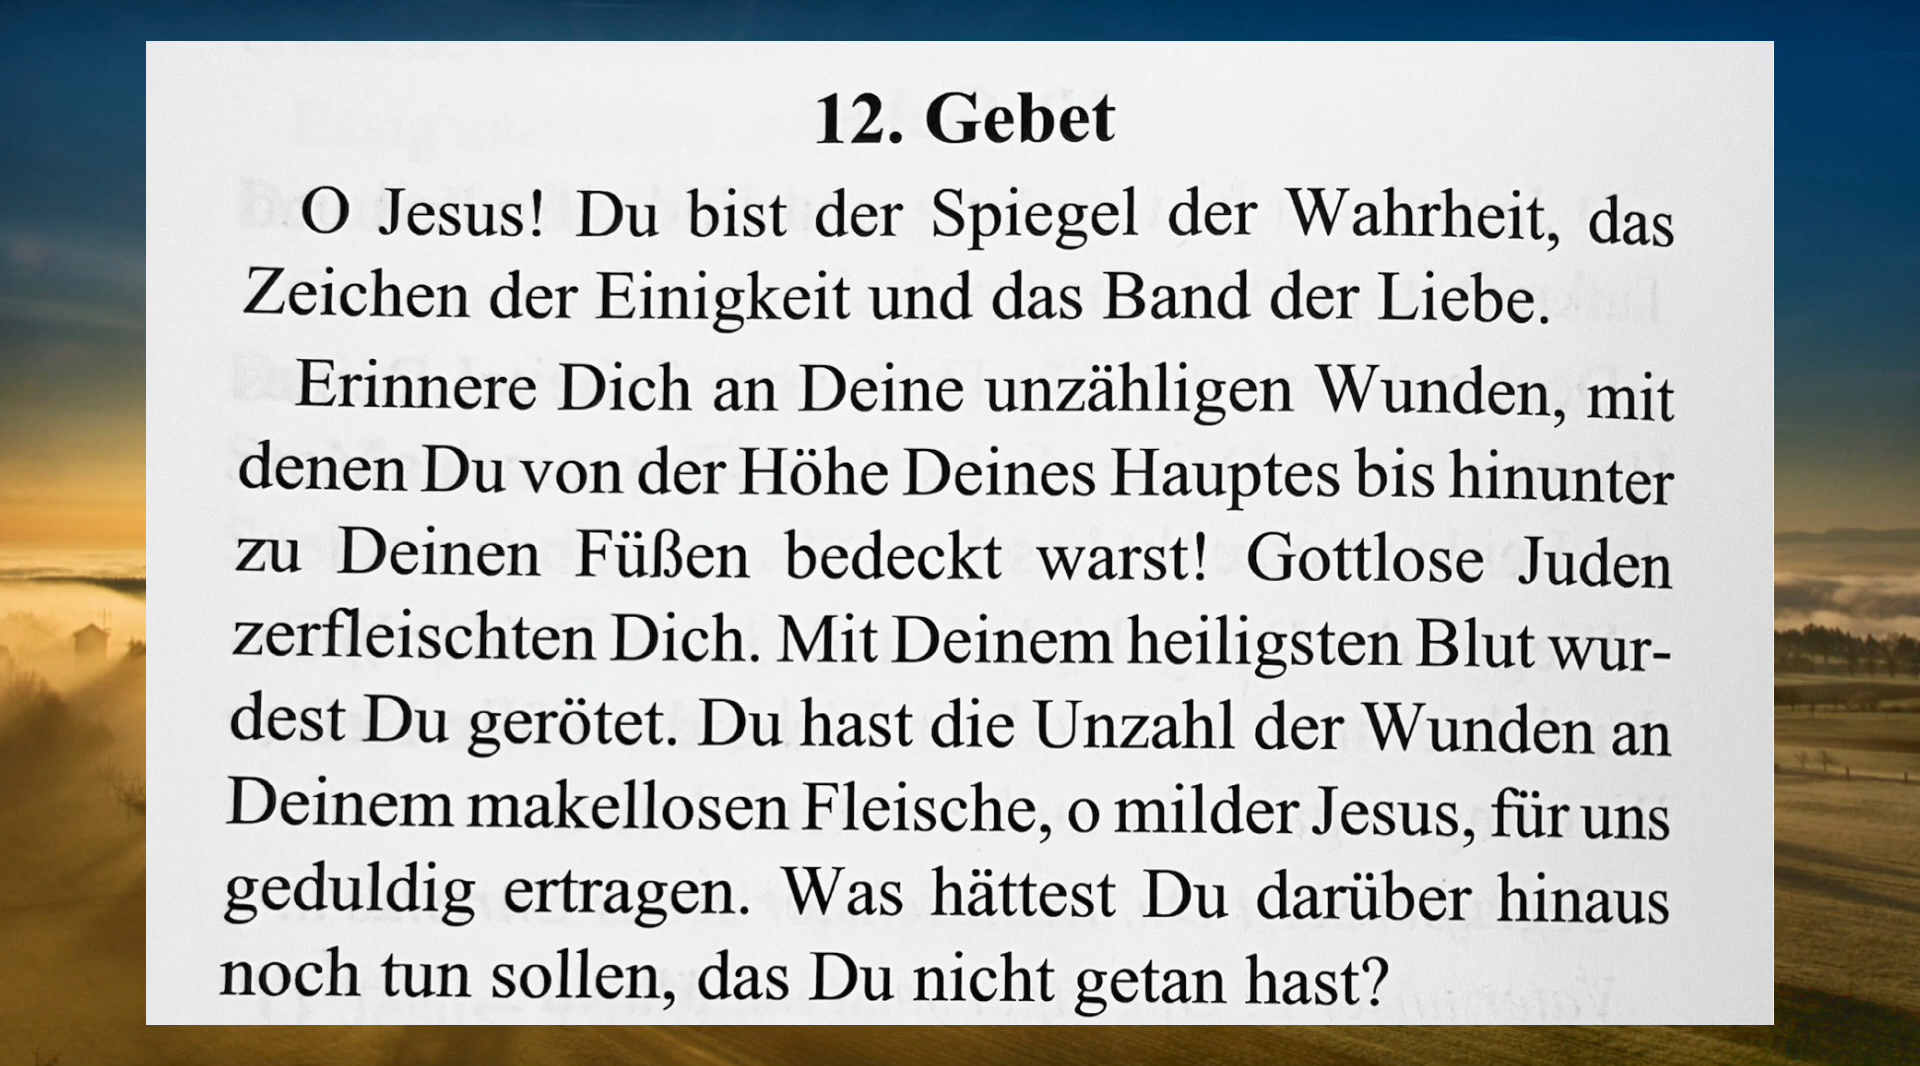 12. Gebet
O Jesus! Du bist der Spiegel der Wahrheit, das
Zeichen der Einigkeit und das Band der Liebe.
Erinnere Dich an Deine unzähligen Wunden, mit
denen Du von der Höhe Deines Hauptes bis hinunter
zu Deinen Füßen bedeckt warst! Gottlose Juden
zerfleischten Dich. Mit Deinem heiligsten Blut wur-
dest Du gerötet. Du hast die Unzahl der Wunden an
Deinem makellosen Fleische, o milder Jesus, für uns
geduldig ertragen. Was hättest Du darüber hinaus
noch tun sollen, das Du nicht getan hast?